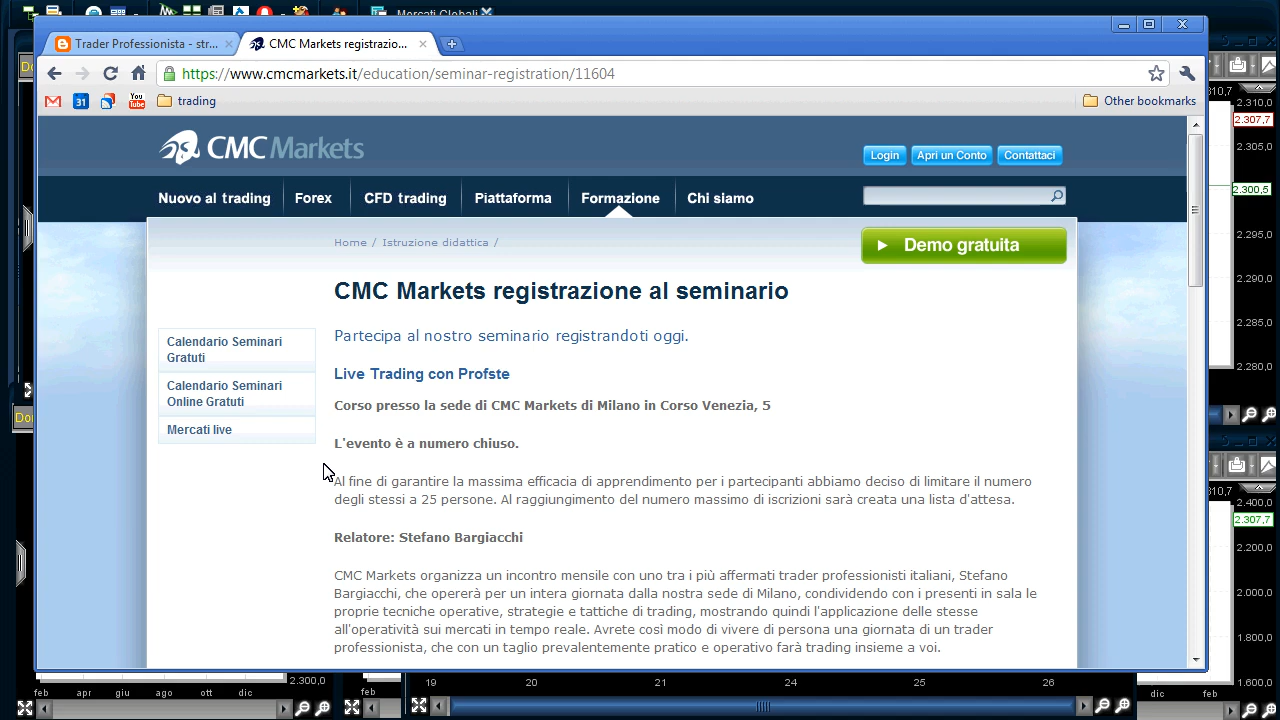 Mercati Globali
Trader Professionista - str...
CMC Markets registrazio...
https://www.cmcmarkets.it/education/seminar-registration/11604
31
You Tube
trading
Other bookmarks
CMC Markets
Login
Apri un Conto
Contattaci
Nuovo al trading
Forex
CFD trading
Piattaforma
Formazione
Chi siamo
Home / Istruzione didattica /
Demo gratuita
CMC Markets registrazione al seminario
Calendario Seminari
Gratuti
Calendario Seminari
Online Gratuti
Mercati live
Partecipa al nostro seminario registrandoti oggi.
Live Trading con Profste
Corso presso la sede di CMC Markets di Milano in Corso Venezia, 5
L'evento è a numero chiuso.
Al fine di garantire la massima efficacia di apprendimento per i partecipanti abbiamo deciso di limitare il numero
degli stessi a 25 persone. Al raggiungimento del numero massimo di iscrizioni sarà creata una lista d'attesa.
Relatore: Stefano Bargiacchi
CMC Markets organizza un incontro mensile con uno tra i più affermati trader professionisti italiani, Stefano
Bargiacchi, che opererà per un intera giornata dalla nostra sede di Milano, condividendo con i presenti in sala le
proprie tecniche operative, strategie e tattiche di trading, mostrando quindi l'applicazione delle stesse
all'operatività sui mercati in tempo reale. Avrete così modo di vivere di persona una giornata di un trader
professionista, che con un taglio prevalentemente pratico e operativo farà trading insieme a voi.
310,7
2.310,0
2.307,7
2.305,0
2.300,5
2.295,0
2.290,0
2.285,0
2.280,0
310,7
2.400,0
2.307,7
2.200,0
2.000,0
1.800,0
1.600,0
2.300,0
feb apr giu ago ott dic
feb
19 20 21 24 25 26
dic feb